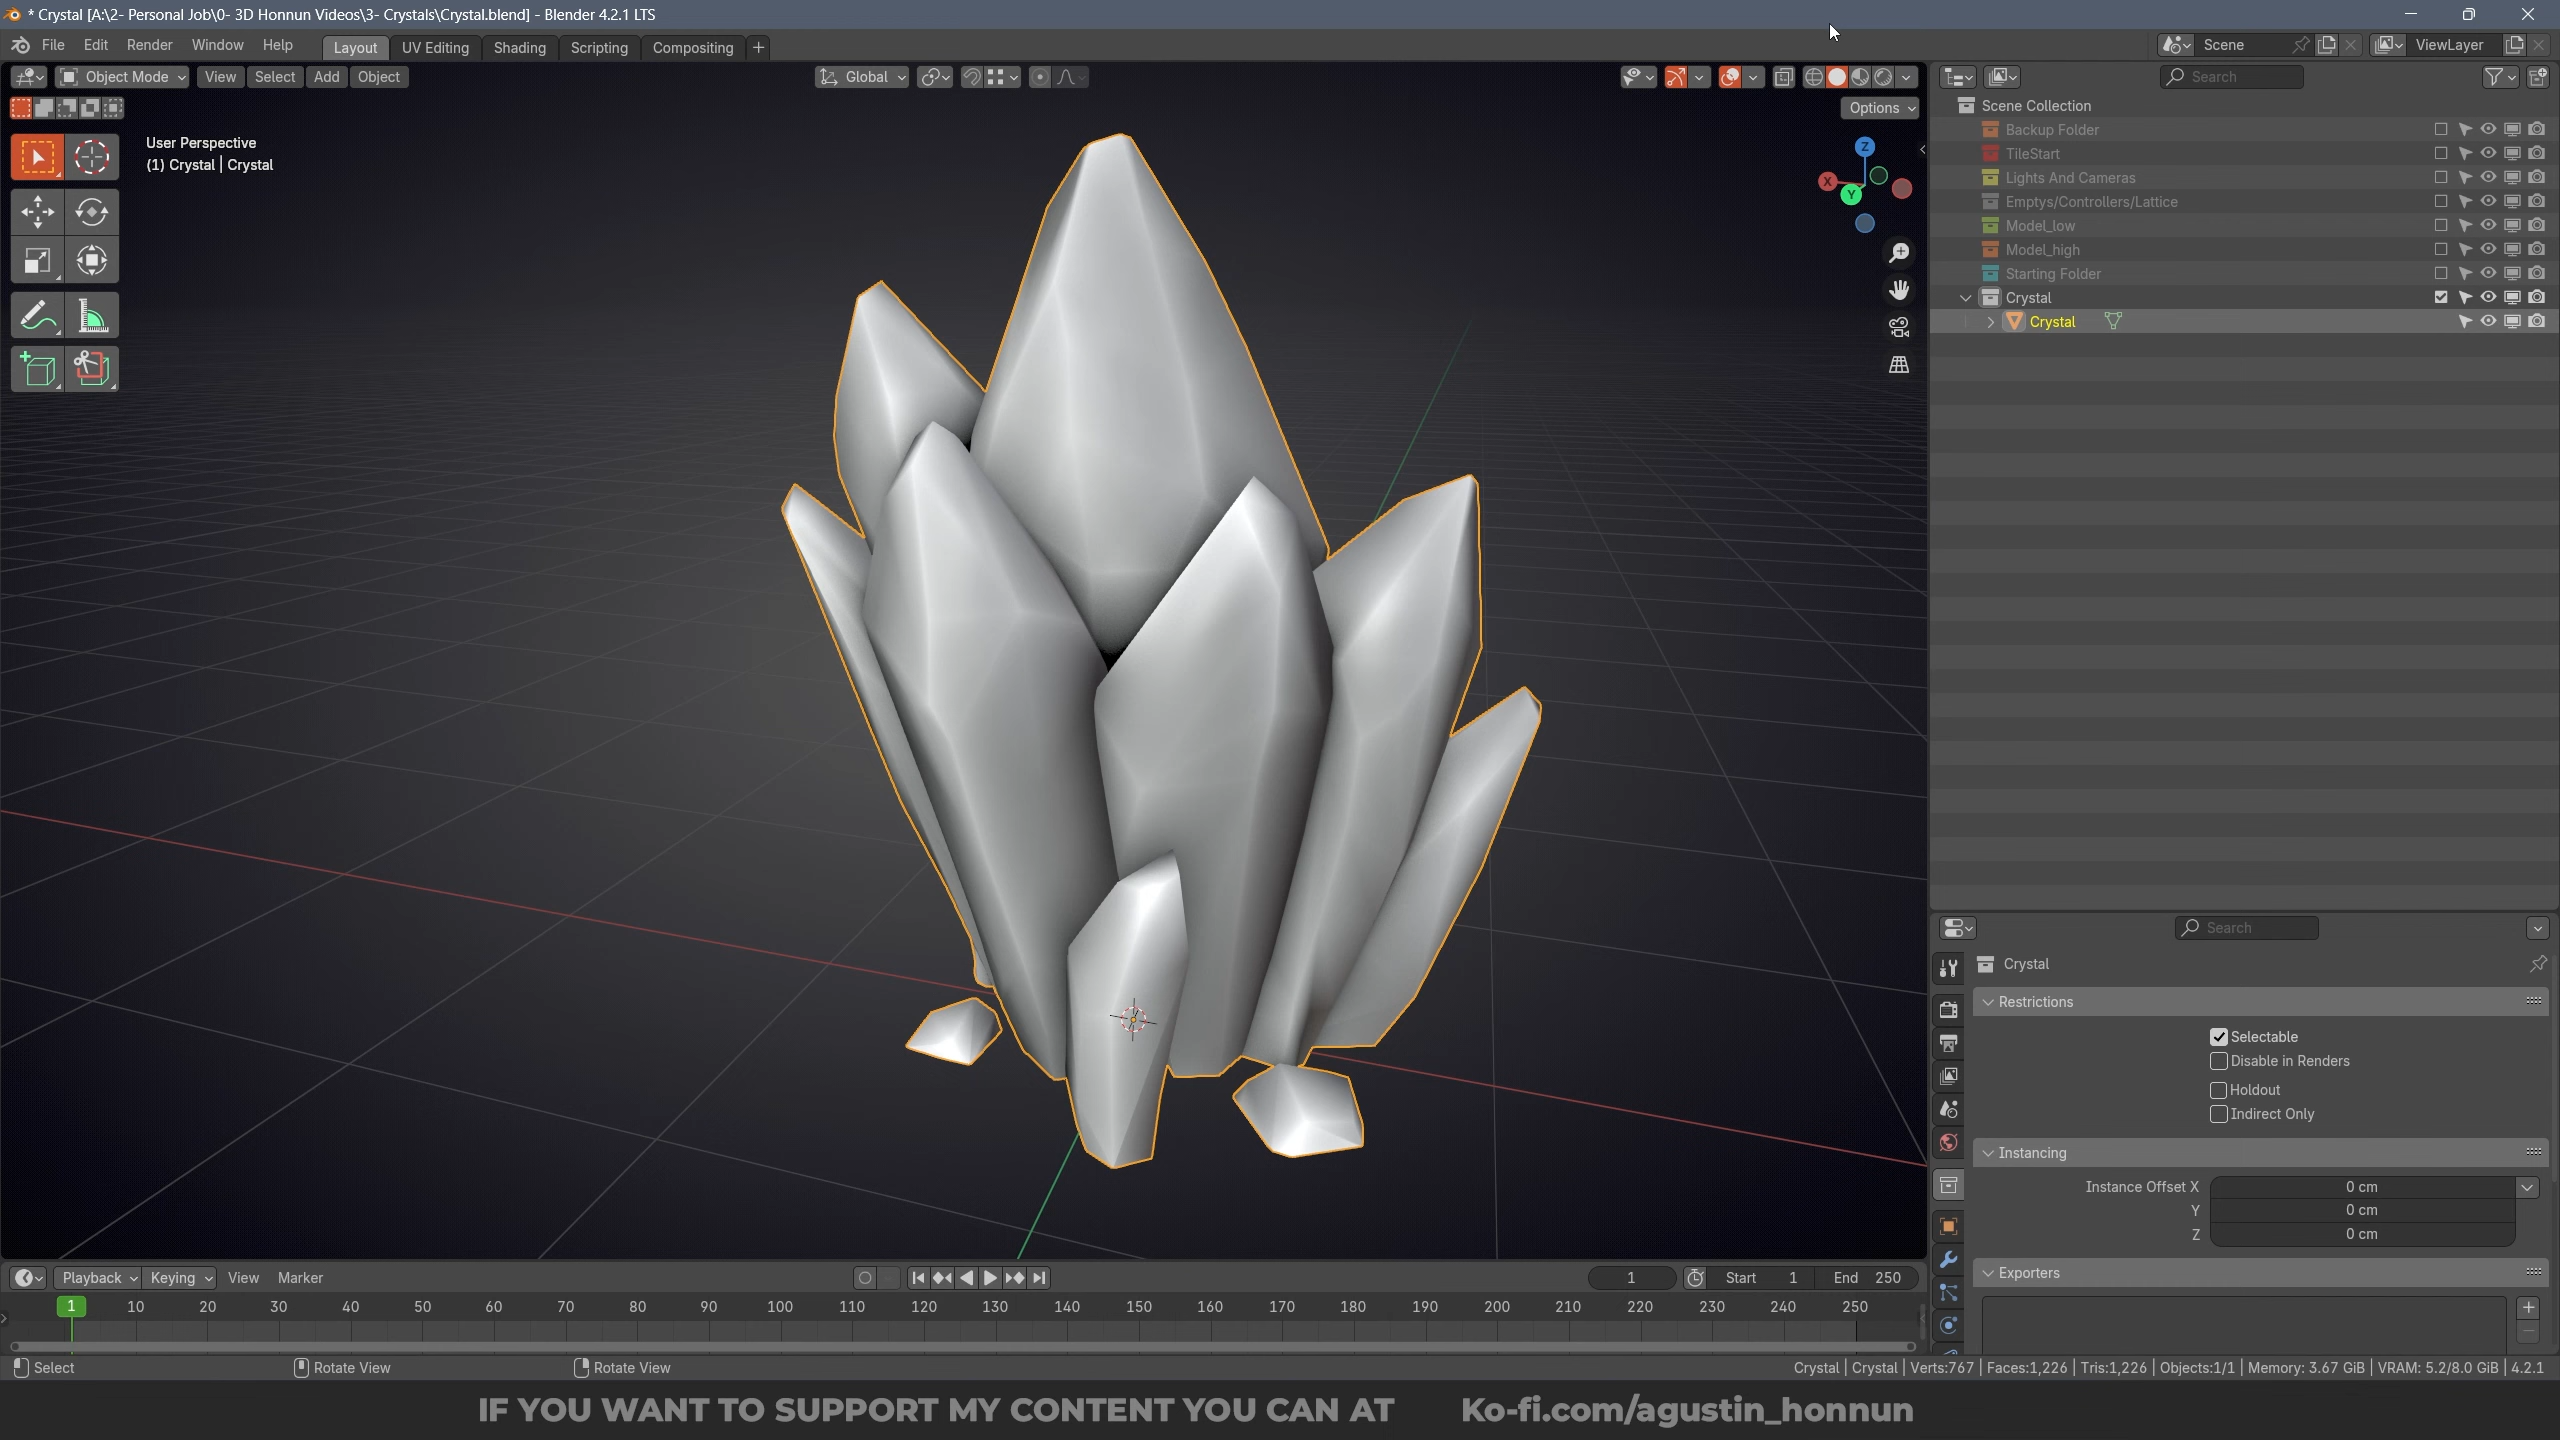 * Crystal [A:\2- Personal Job\0- 3D Honnun Videos\3- Crystals\Crystal.blend] - Blender 4.2.1 LTS
File Edit Render Window Help Layout UV Editing Shading Scripting Compositing + Scene ViewLayer
Object Mode View Select Add Object Global Search
Options
User Perspective
(1) Crystal | Crystal
Z
X
Y
Scene Collection
Backup Folder
TileStart
Lights And Cameras
Emptys/Controllers/Lattice
Model_low
Model_high
Starting Folder
Crystal
Crystal
Search
Crystal
Restrictions
Selectable
Disable in Renders
Holdout
Indirect Only
Instancing
Instance Offset X 0 cm
Y 0 cm
Z 0 cm
Exporters
Playback Keying View Marker 1 Start 1 End 250
1 10 20 30 40 50 60 70 80 90 100 110 120 130 140 150 160 170 180 190 200 210 220 230 240 250
Select Rotate View Rotate View Crystal | Crystal | Verts:767 | Faces:1,226 | Tris:1,226 | Objects:1/1 | Memory: 3.67 GiB | VRAM: 5.2/8.0 GiB | 4.2.1
IF YOU WANT TO SUPPORT MY CONTENT YOU CAN AT Ko-fi.com/agustin_honnun